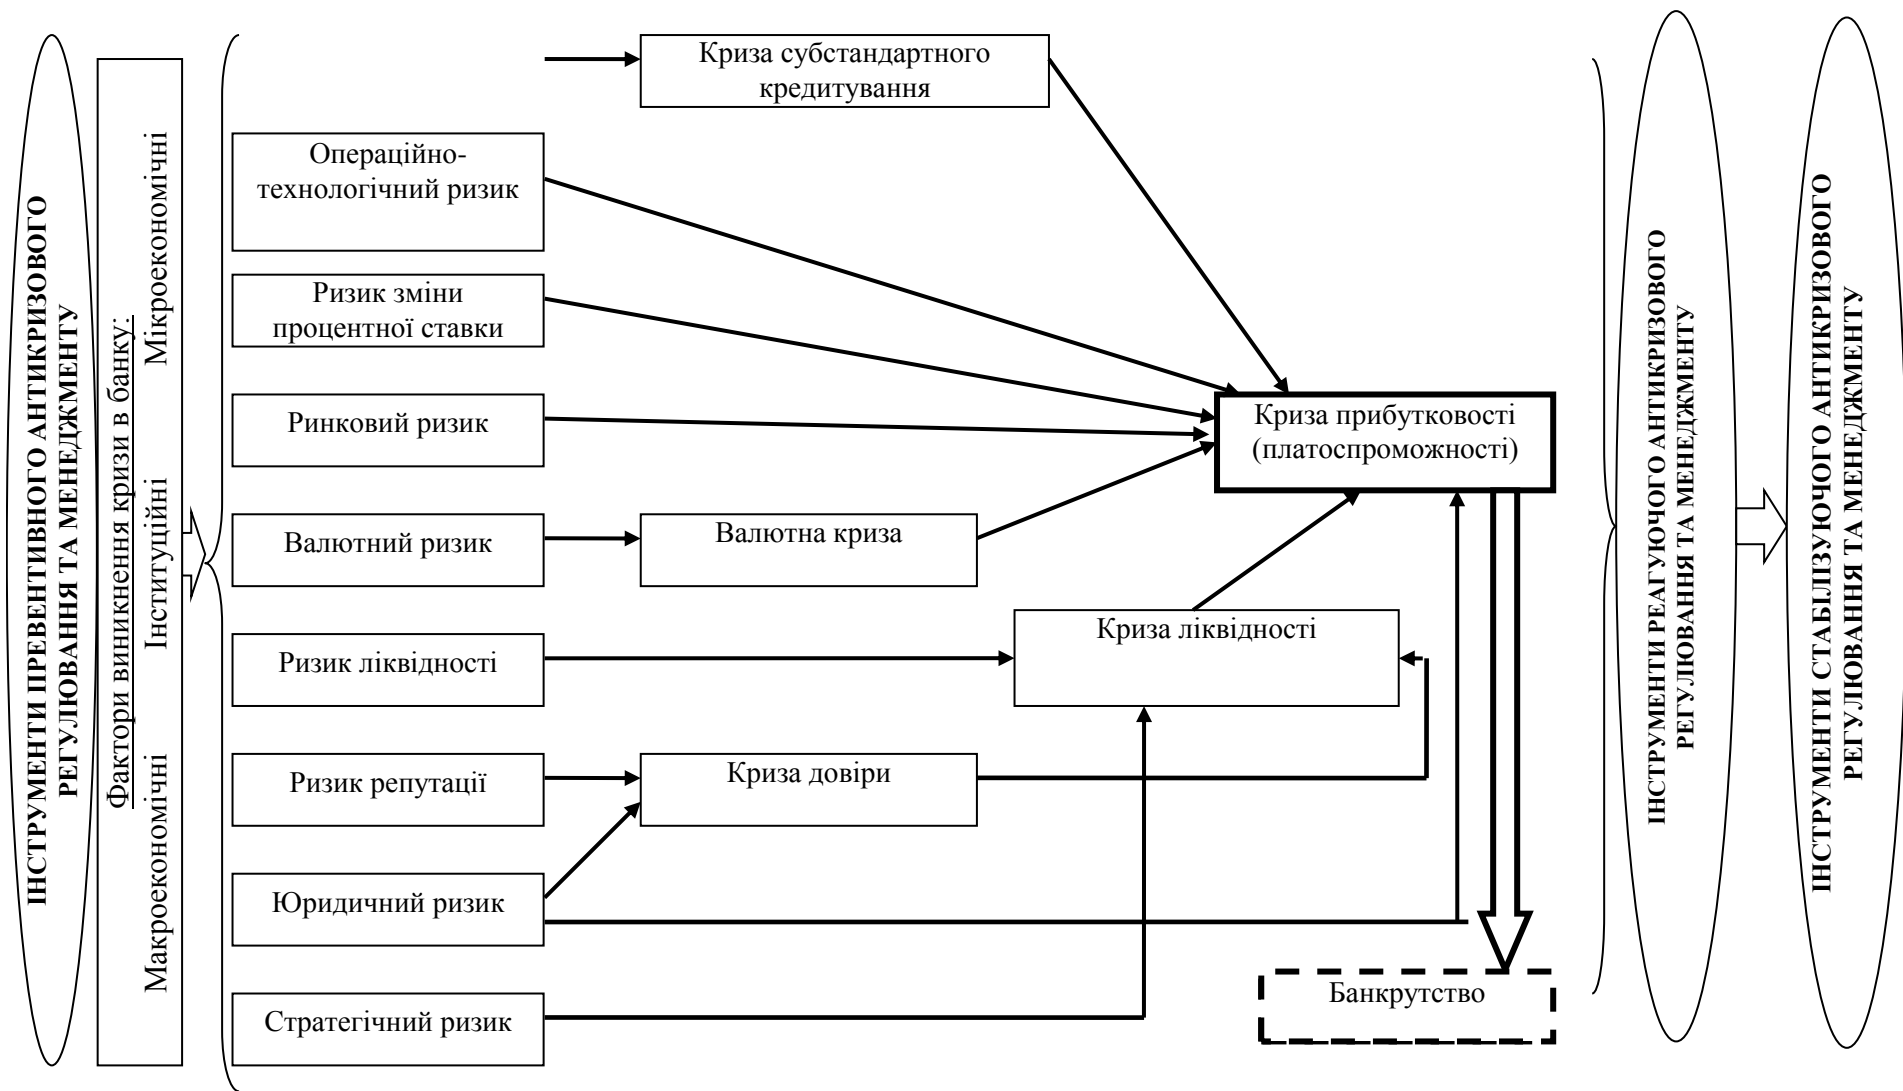 ІНСТРУМЕНТИ ПРЕВЕНТИВНОГО АНТИКРИЗОВОГО
РЕГУЛЮВАННЯ ТА МЕНЕДЖМЕНТУ
Фактори виникнення кризи в банку:
Макроекономічні
Інституційні
Мікроекономічні
Криза субстандартного
кредитування
Операційно-
технологічний ризик
Ризик зміни
процентної ставки
Ринковий ризик
Криза прибутковості
(платоспроможності)
Валютний ризик
Валютна криза
Ризик ліквідності
Криза ліквідності
Ризик репутації
Криза довіри
Юридичний ризик
Стратегічний ризик
Банкрутство
ІНСТРУМЕНТИ РЕАГУЮЧОГО АНТИКРИЗОВОГО
РЕГУЛЮВАННЯ ТА МЕНЕДЖМЕНТУ
ІНСТРУМЕНТИ СТАБІЛІЗУЮЧОГО АНТИКРИЗОВОГО
РЕГУЛЮВАННЯ ТА МЕНЕДЖМЕНТУ